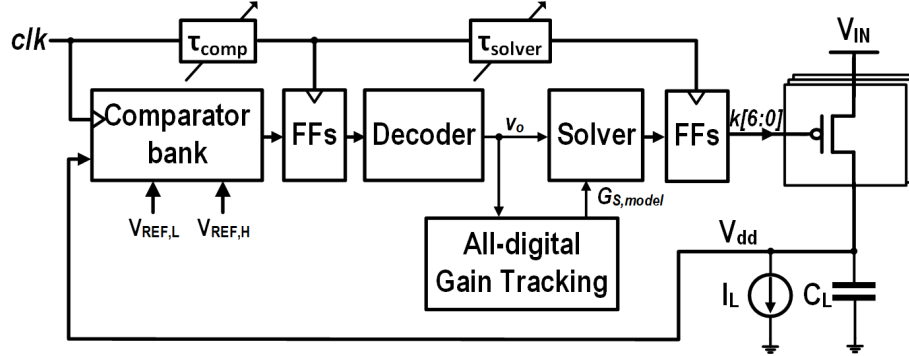 clk
τcomp
τsolver
VIN
Comparator
bank
FFs
Decoder
vo
Solver
FFs
k[6:0]
VREF,L
VREF,H
GS,model
All-digital
Gain Tracking
Vdd
IL
CL